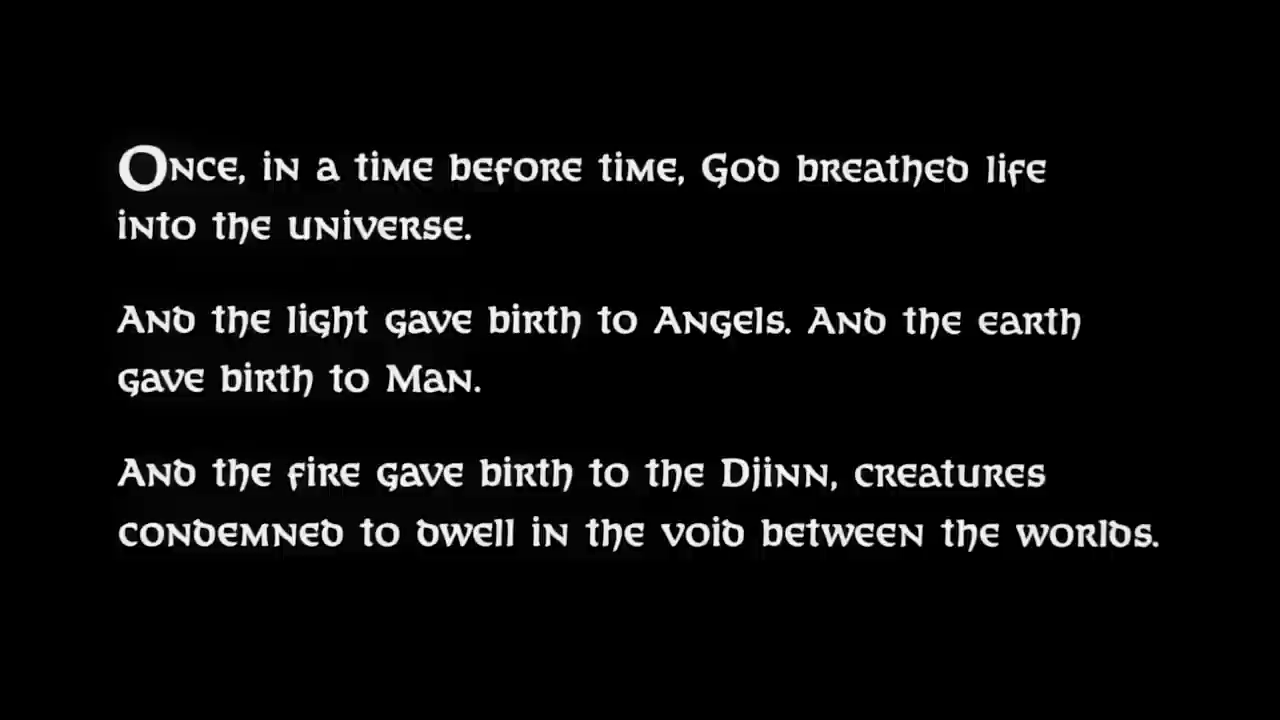 Once, in a time before time, God breathed life
into the universe.
And the light gave birth to Angels. And the earth
gave birth to Man.
And the fire gave birth to the Djinn, creatures
condemned to dwell in the void between the worlds.